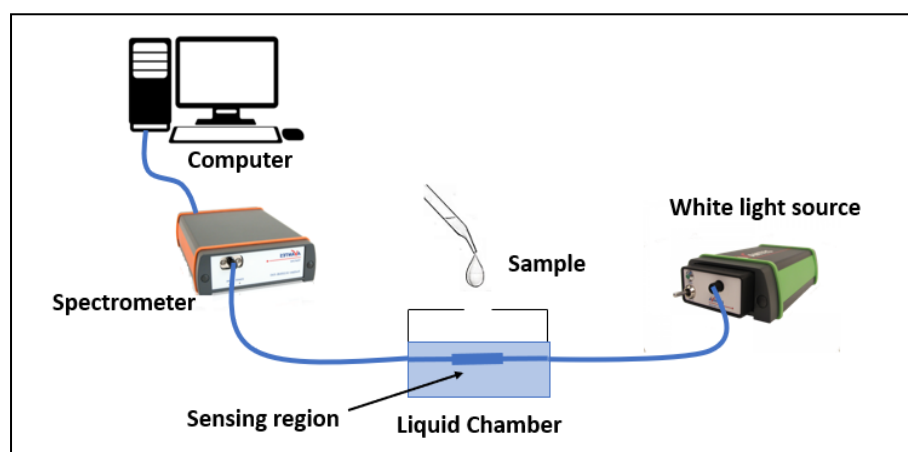 Computer
White light source
Sample
Spectrometer
Sensing region
Liquid Chamber